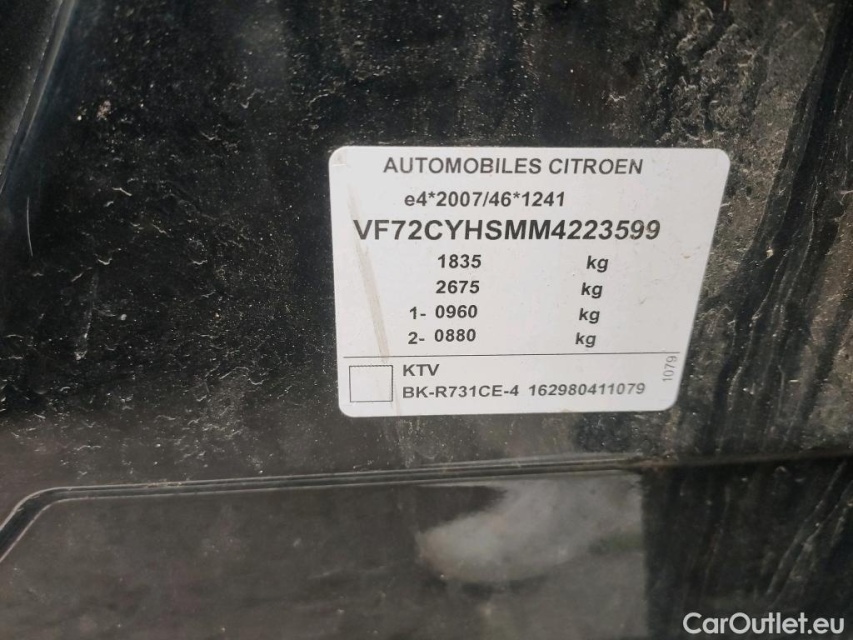 AUTOMOBILES CITROEN
e4*2007/46*1241
VF72CYHSMM4223599
1835 kg
2675 kg
1- 0960 kg
2- 0880 kg
KTV
BK-R731CE-4 162980411079
1079
CarOutlet.eu